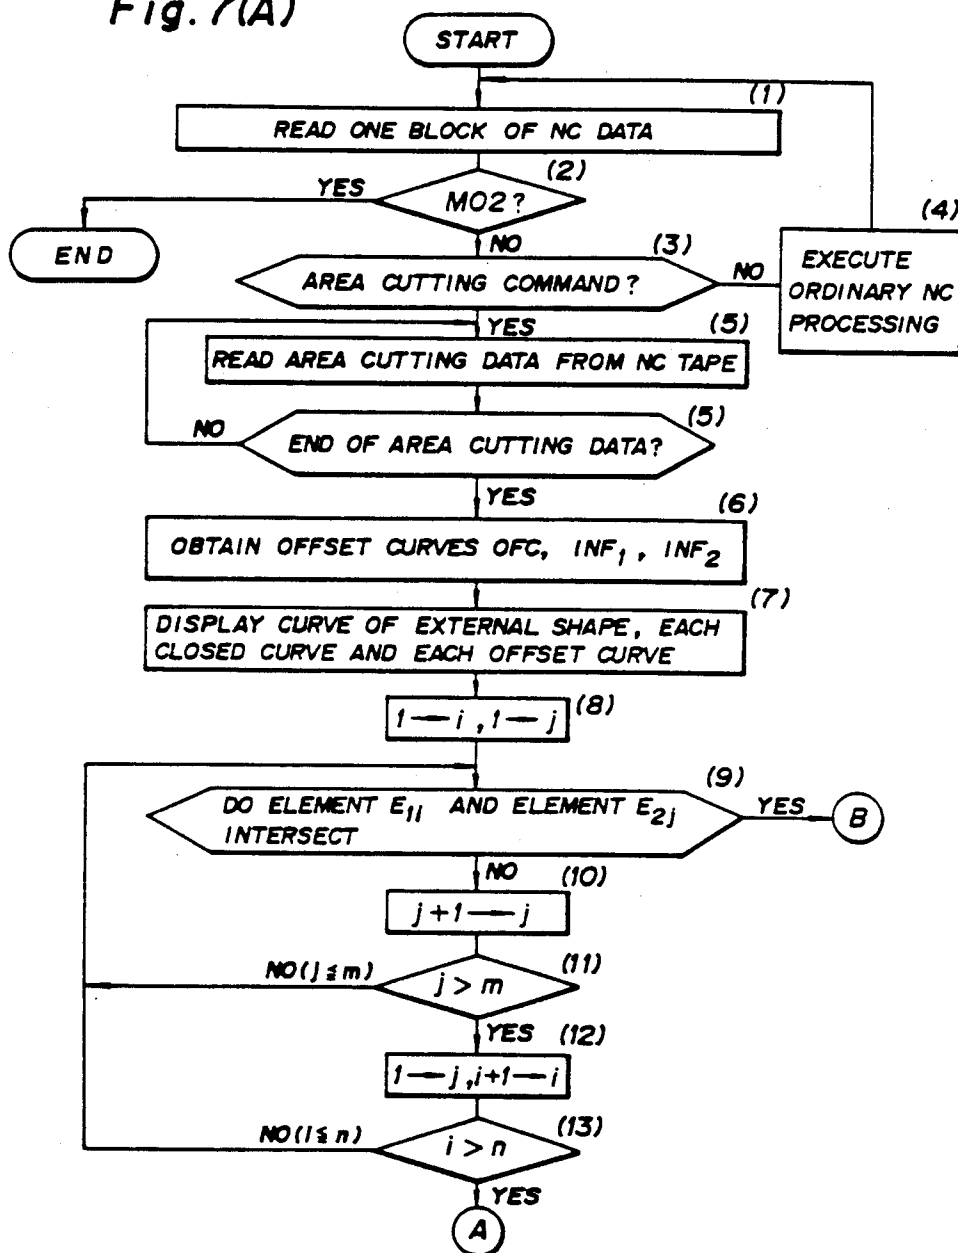 Fig. 7(A)
START
(1)
READ ONE BLOCK OF NC DATA
(2)
YES
MO2?
(4)
NO
(3)
END
AREA CUTTING COMMAND?
NO
EXECUTE
ORDINARY NC
PROCESSING
YES
(5)
READ AREA CUTTING DATA FROM NC TAPE
(5)
NO
END OF AREA CUTTING DATA?
YES
(6)
OBTAIN OFFSET CURVES OFC, INF₁, INF₂
(7)
DISPLAY CURVE OF EXTERNAL SHAPE, EACH
CLOSED CURVE AND EACH OFFSET CURVE
(8)
1→i, 1→j
(9)
DO ELEMENT E₁ᵢ AND ELEMENT E₂ⱼ
INTERSECT
YES
B
NO
(10)
j+1→j
(11)
NO(j≦m)
j>m
YES
(12)
1→j, i+1→i
(13)
NO(i≦n)
i>n
YES
A